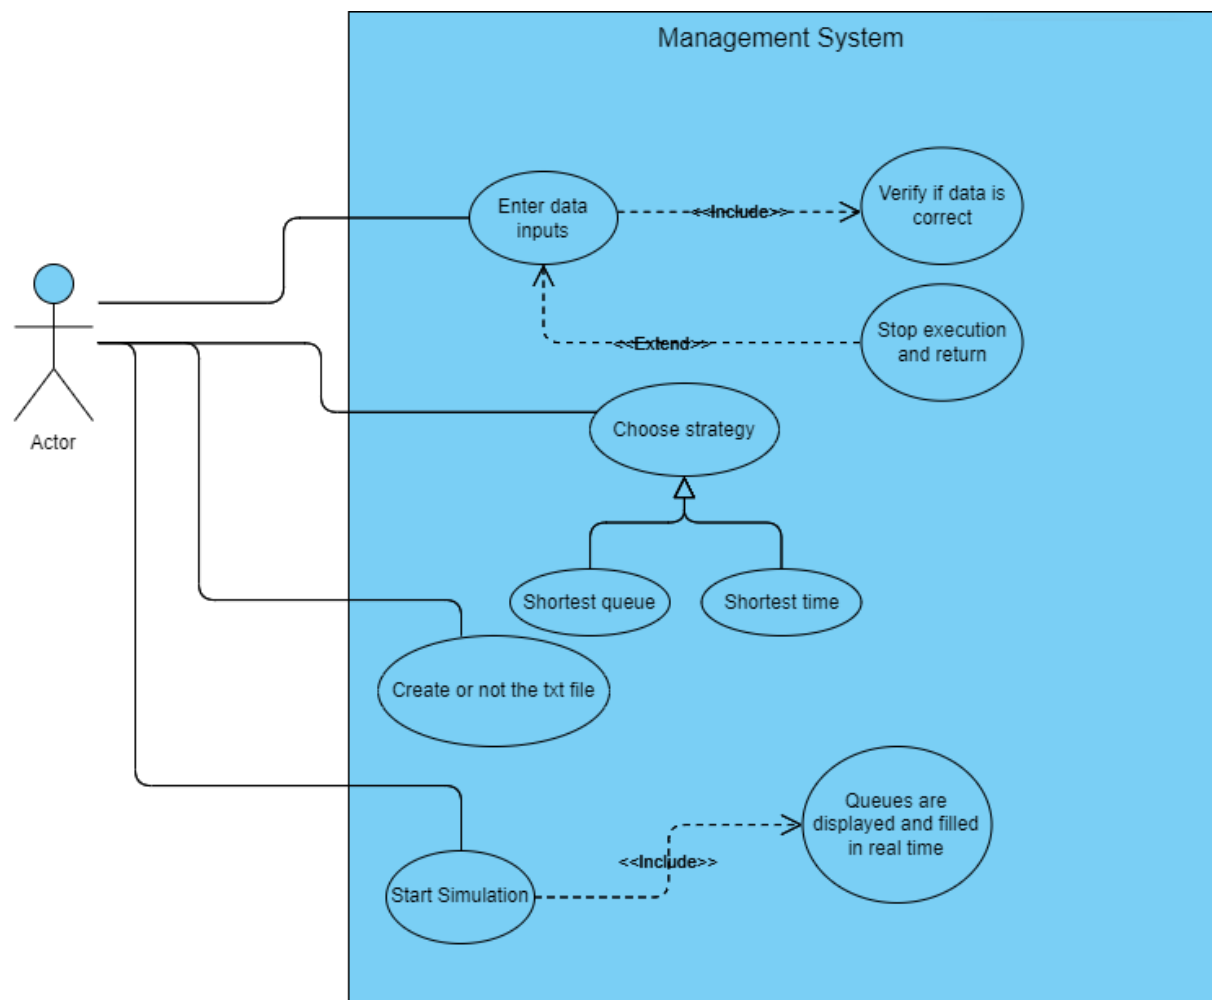 Management System
Enter data
inputs
<<Include>>
Verify if data is
correct
Stop execution
and return
<<Extend>>
Actor
Choose strategy
Shortest queue
Shortest time
Create or not the txt file
Queues are
displayed and filled
in real time
<<Include>>
Start Simulation